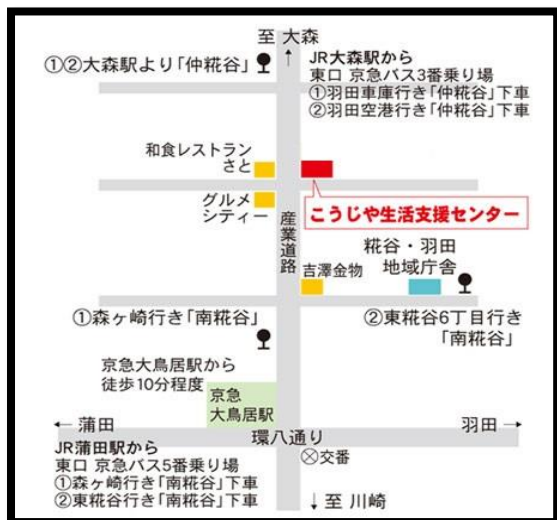 至 大森
①②大森駅より「仲糀谷」
JR大森駅から
東口 京急バス3番乗り場
①羽田車庫行き「仲糀谷」下車
②羽田空港行き「仲糀谷」下車
和食レストラン
さと
グルメ
シティー
こうじや生活支援センター
産業道路
糀谷・羽田
地域庁舎
吉澤金物
①森ヶ崎行き「南糀谷」
②東糀谷6丁目行き
「南糀谷」
京急大鳥居駅から
徒歩10分程度
京急
大鳥居駅
← 蒲田
環八通り
羽田→
JR蒲田駅から
東口 京急バス5番乗り場
①森ヶ崎行き「南糀谷」下車
②東糀谷行き「南糀谷」下車
交番
↓至 川崎